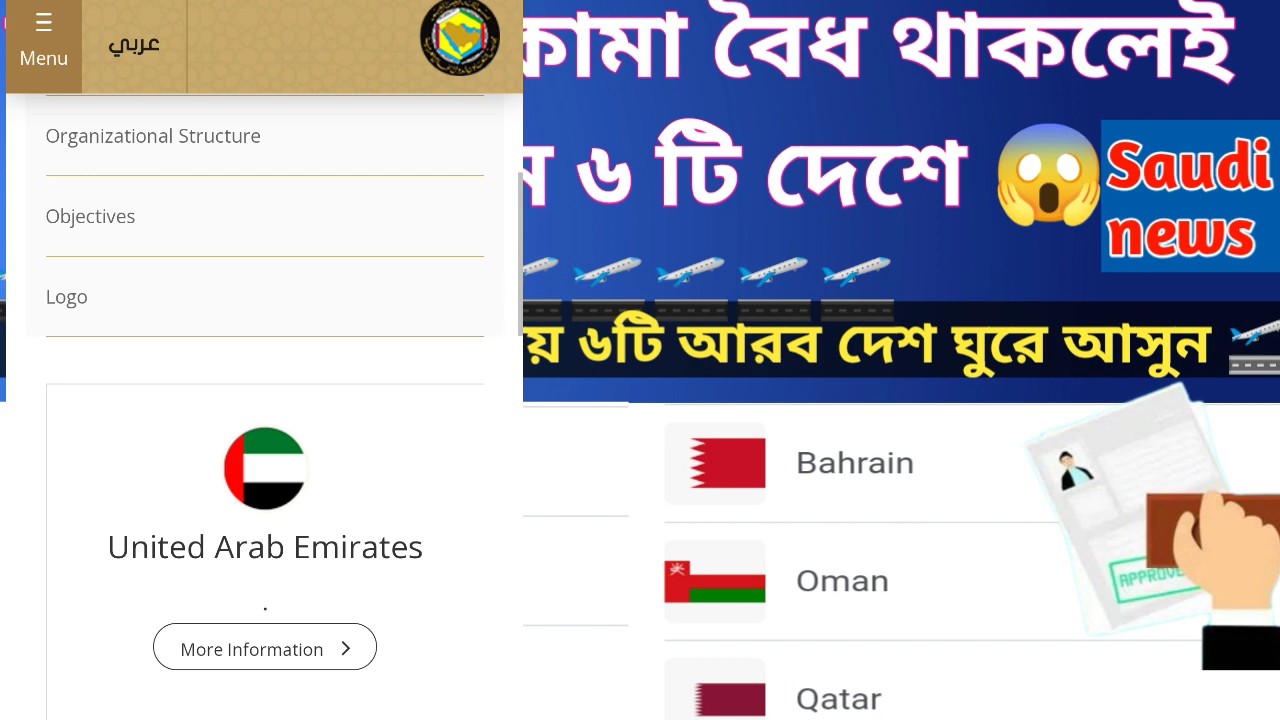 Menu
عربي
Organizational Structure
Objectives
Logo
United Arab Emirates
.
More Information
বৈধ থাকলেই
৬ টি দেশে
Saudi
news
৬টি আরব দেশ ঘুরে আসুন
Bahrain
Oman
Qatar